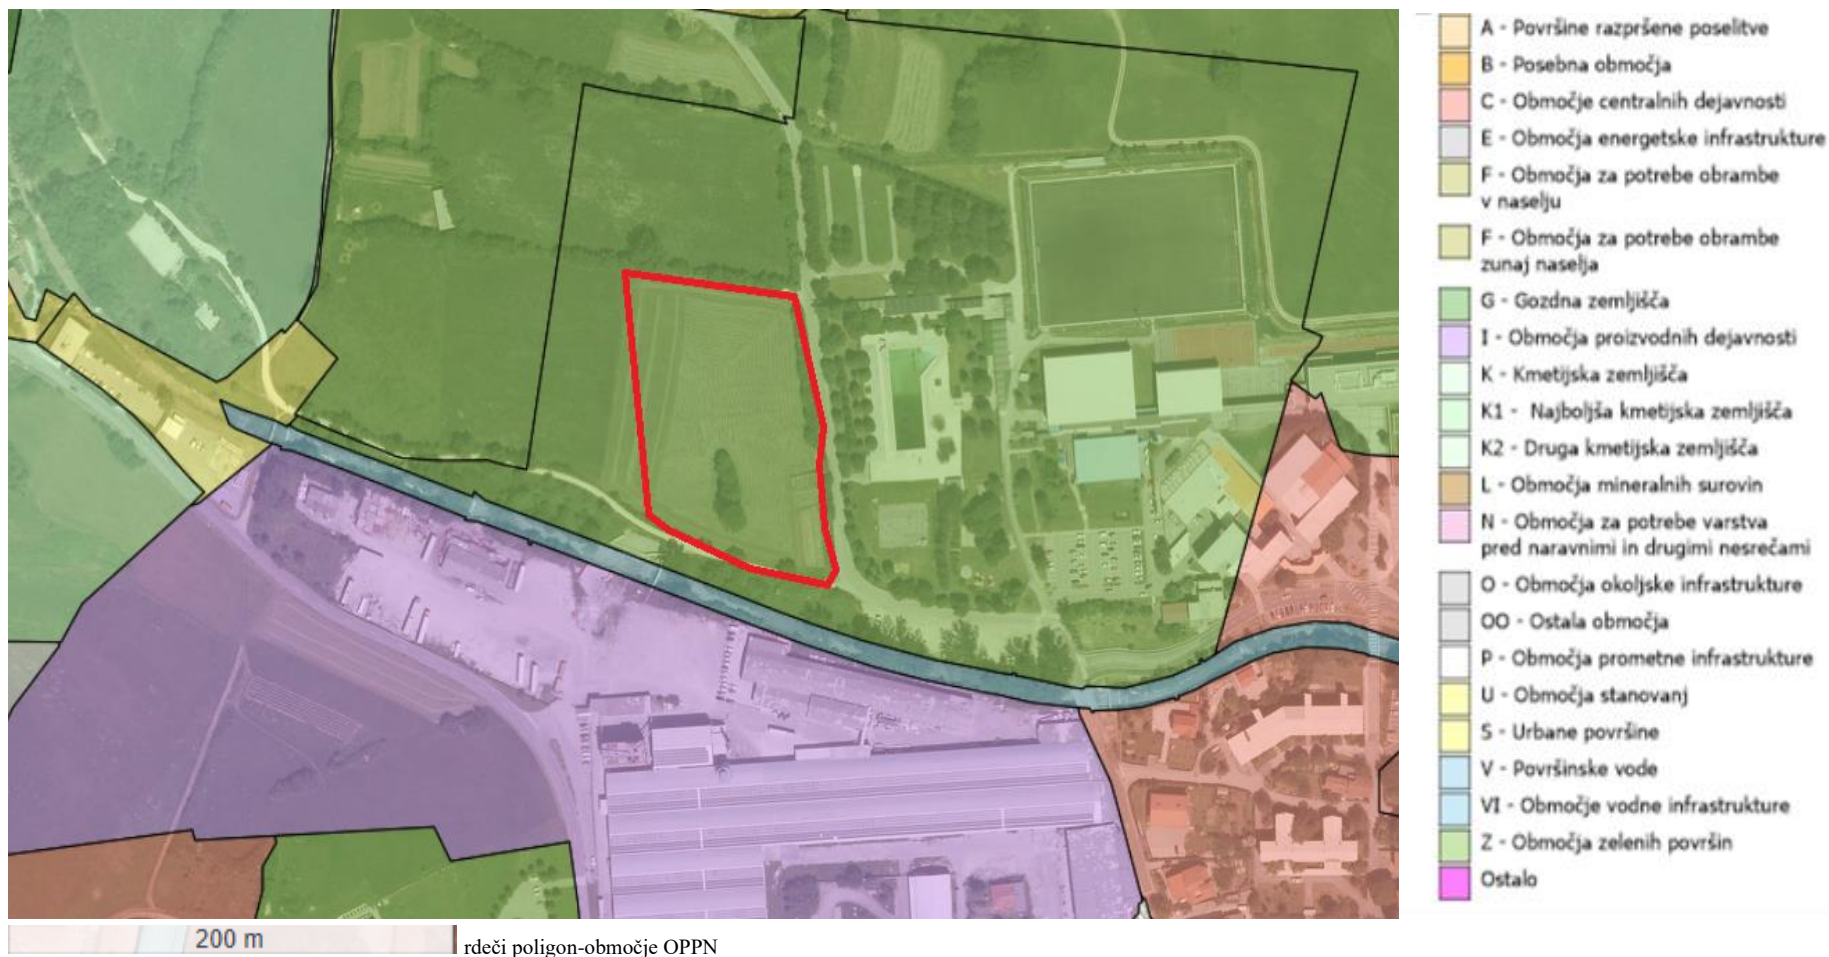 A - Površine razpršene poselitve
B - Posebna območja
C - Območje centralnih dejavnosti
E - Območja energetske infrastrukture
F - Območja za potrebe obrambe
v naselju
F - Območja za potrebe obrambe
zunaj naselja
G - Gozdna zemljišča
I - Območja proizvodnih dejavnosti
K - Kmetijska zemljišča
K1 - Najboljša kmetijska zemljišča
K2 - Druga kmetijska zemljišča
L - Območja mineralnih surovin
N - Območja za potrebe varstva
pred naravnimi in drugimi nesrečami
O - Območja okoljske infrastrukture
OO - Ostala območja
P - Območja prometne infrastrukture
U - Območja stanovanj
S - Urbane površine
V - Površinske vode
VI - Območje vodne infrastrukture
Z - Območja zelenih površin
Ostalo
200 m
rdeči poligon-območje OPPN